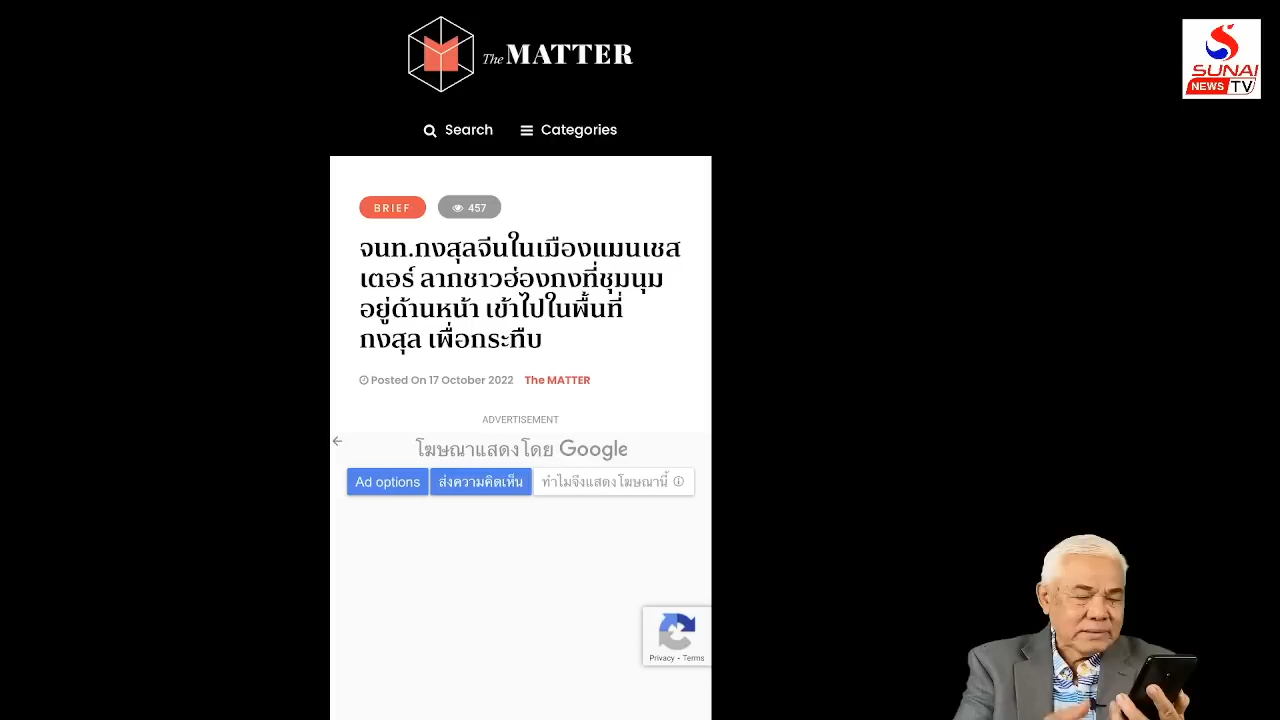 The MATTER
SUNAI
NEWS TV
Search
Categories
BRIEF
457
จนท.กงสุลจีนในเมืองแมนเชส
เตอร์ ลากชาวฮ่องกงที่ชุมนุม
อยู่ด้านหน้า เข้าไปในพื้นที่
กงสุล เพื่อกระทืบ
Posted On 17 October 2022 The MATTER
ADVERTISEMENT
โฆษณาแสดงโดย Google
Ad options
ส่งความคิดเห็น
ทำไมจึงแสดงโฆษณานี้
Privacy - Terms